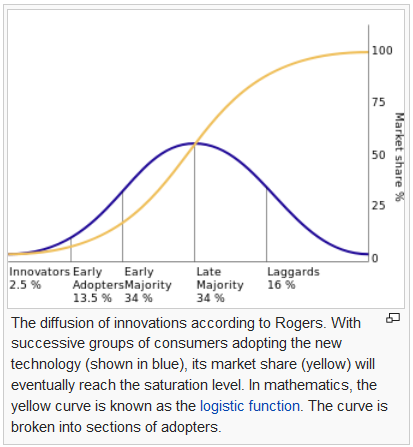 100
75
50
25
0
Market share %
Innovators Early Early Late Laggards
2.5 % Adopters Majority Majority 16 %
13.5 % 34 % 34 %
The diffusion of innovations according to Rogers. With
successive groups of consumers adopting the new
technology (shown in blue), its market share (yellow) will
eventually reach the saturation level. In mathematics, the
yellow curve is known as the logistic function. The curve is
broken into sections of adopters.